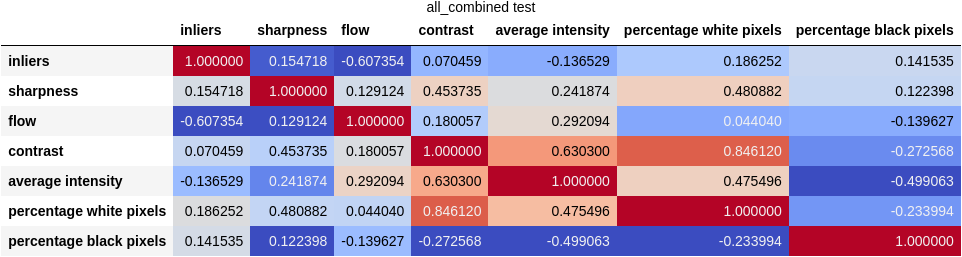 all_combined test
inliers sharpness flow contrast average intensity percentage white pixels percentage black pixels
inliers 1.000000 0.154718 -0.607354 0.070459 -0.136529 0.186252 0.141535
sharpness 0.154718 1.000000 0.129124 0.453735 0.241874 0.480882 0.122398
flow -0.607354 0.129124 1.000000 0.180057 0.292094 0.044040 -0.139627
contrast 0.070459 0.453735 0.180057 1.000000 0.630300 0.846120 -0.272568
average intensity -0.136529 0.241874 0.292094 0.630300 1.000000 0.475496 -0.499063
percentage white pixels 0.186252 0.480882 0.044040 0.846120 0.475496 1.000000 -0.233994
percentage black pixels 0.141535 0.122398 -0.139627 -0.272568 -0.499063 -0.233994 1.000000